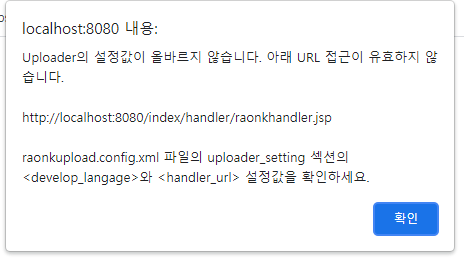 localhost:8080 내용:
Uploader의 설정값이 올바르지 않습니다. 아래 URL 접근이 유효하지 않
습니다.
http://localhost:8080/index/handler/raonkhandler.jsp
raonkupload.config.xml 파일의 uploader_setting 섹션의
<develop_langage>와 <handler_url> 설정값을 확인하세요.
확인